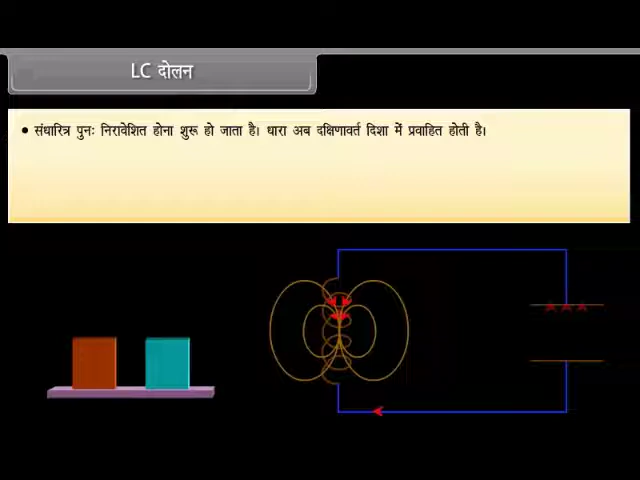 LC दोलन
• संधारित्र पुनः निरावेशित होना शुरू हो जाता है। धारा अब दक्षिणावर्त दिशा में प्रवाहित होती है।